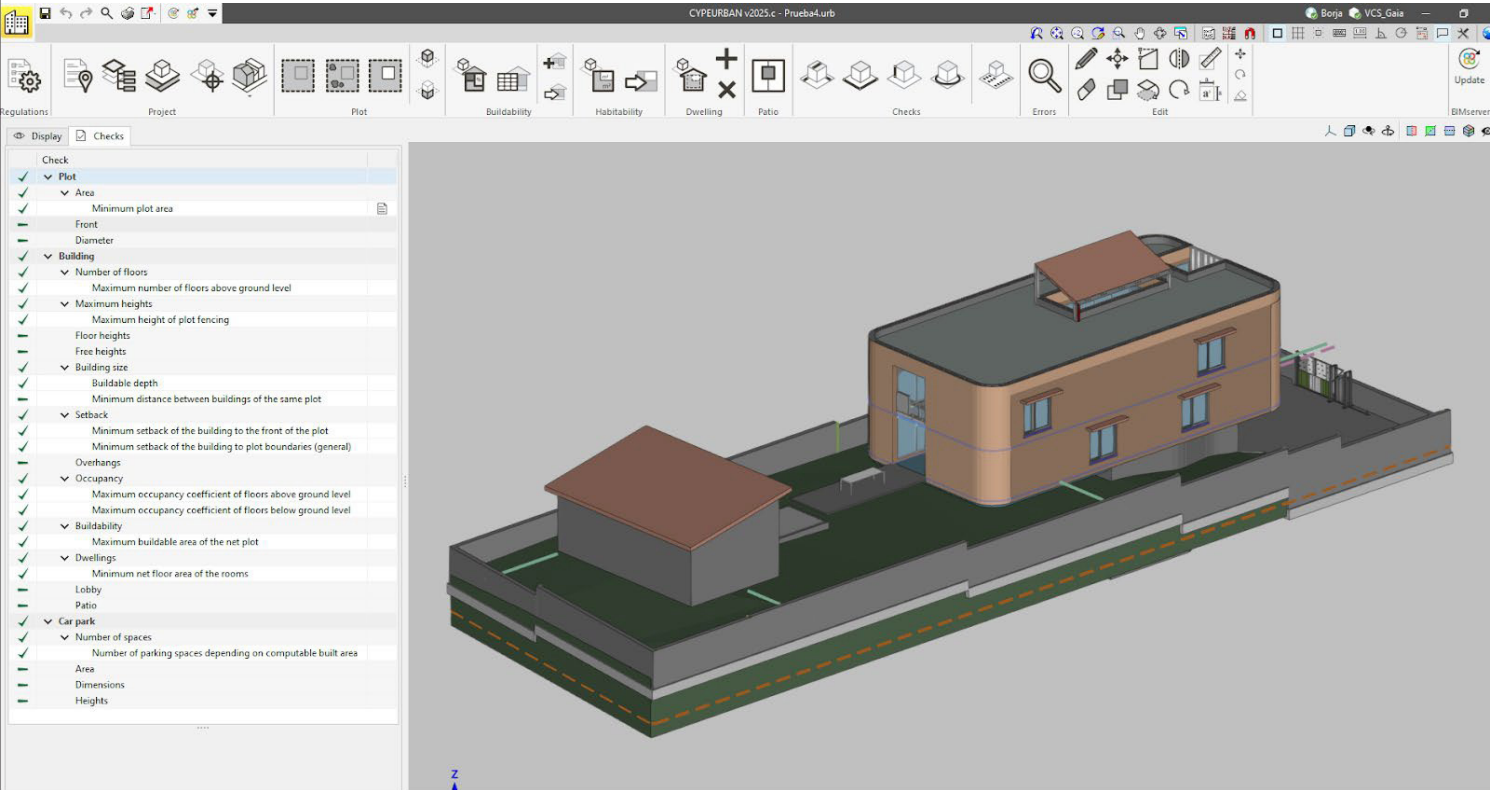 CYPEURBAN v2025.c - Prueba4.urb
Borja
VCS_Gaia
Update
Regulations
Project
Plot
Buildability
Habitability
Dwelling
Patio
Checks
Errors
Edit
BIMserver
Display
Checks
Check
Plot
Area
Minimum plot area
Front
Diameter
Building
Number of floors
Maximum number of floors above ground level
Maximum heights
Maximum height of plot fencing
Floor heights
Free heights
Building size
Buildable depth
Minimum distance between buildings of the same plot
Setback
Minimum setback of the building to the front of the plot
Minimum setback of the building to plot boundaries (general)
Overhangs
Occupancy
Maximum occupancy coefficient of floors above ground level
Maximum occupancy coefficient of floors below ground level
Buildability
Maximum buildable area of the net plot
Dwellings
Minimum net floor area of the rooms
Lobby
Patio
Car park
Number of spaces
Number of parking spaces depending on computable built area
Area
Dimensions
Heights
Z